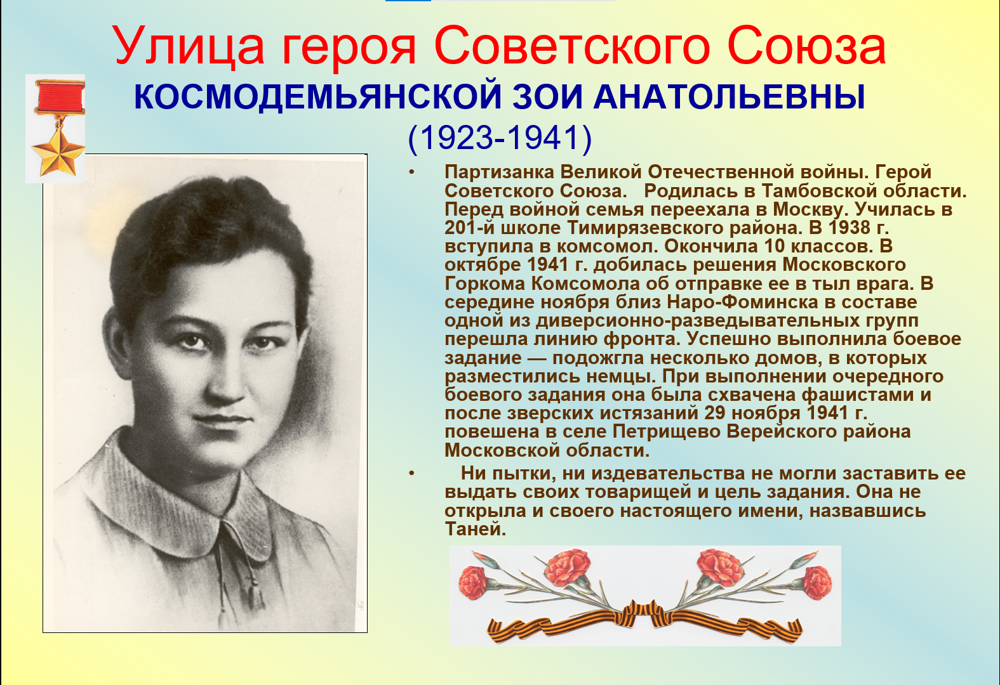 Улица героя Советского Союза
КОСМОДЕМЬЯНСКОЙ ЗОИ АНАТОЛЬЕВНЫ
(1923-1941)
• Партизанка Великой Отечественной войны. Герой
Советского Союза.   Родилась в Тамбовской области.
Перед войной семья переехала в Москву. Училась в
201-й школе Тимирязевского района. В 1938 г.
вступила в комсомол. Окончила 10 классов. В
октябре 1941 г. добилась решения Московского
Горкома Комсомола об отправке ее в тыл врага. В
середине ноября близ Наро-Фоминска в составе
одной из диверсионно-разведывательных групп
перешла линию фронта. Успешно выполнила боевое
задание — подожгла несколько домов, в которых
разместились немцы. При выполнении очередного
боевого задания она была схвачена фашистами и
после зверских истязаний 29 ноября 1941 г.
повешена в селе Петрищево Верейского района
Московской области.
• Ни пытки, ни издевательства не могли заставить ее
выдать своих товарищей и цель задания. Она не
открыла и своего настоящего имени, назвавшись
Таней.